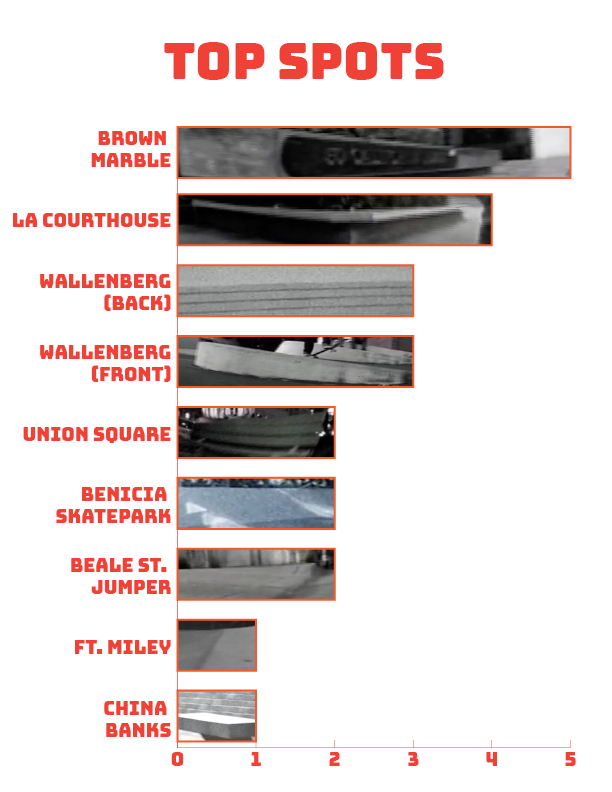 TOP SPOTS
BROWN
MARBLE
LA COURTHOUSE
WALLENBERG
(BACK)
WALLENBERG
(FRONT)
UNION SQUARE
BENICIA
SKATEPARK
BEALE ST.
JUMPER
FT. MILEY
CHINA
BANKS
0 1 2 3 4 5